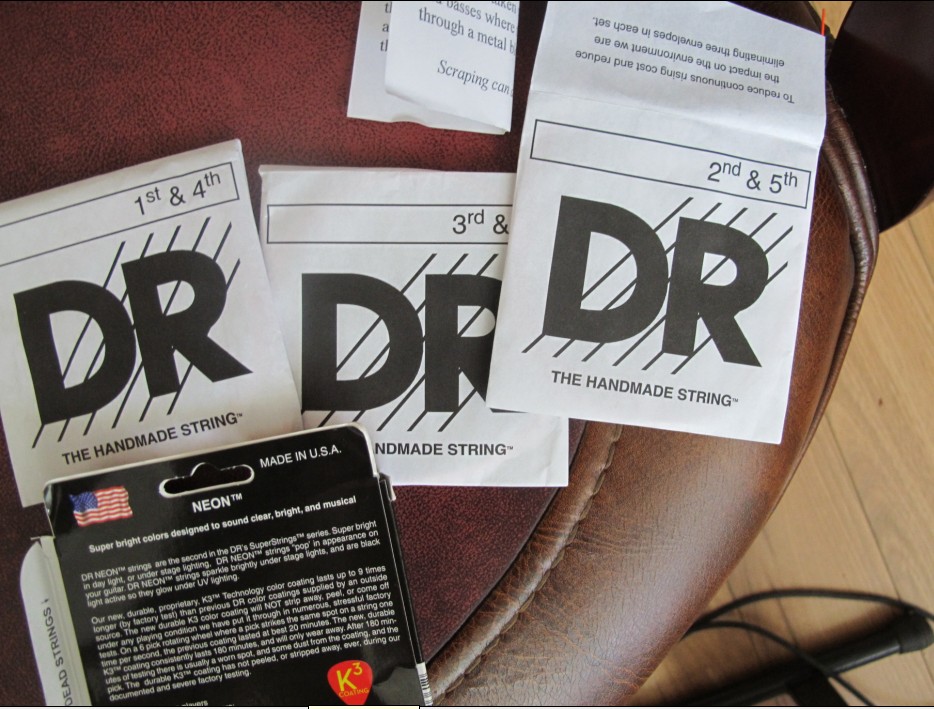 basses where
through a metal
Scraping can
To reduce continuous rising cost and reduce
the impact on the environment we are
eliminating three envelopes in each set.
1st & 4th
DR
THE HANDMADE STRING™
3rd &
DR
NDMADE STRING™
2nd & 5th
DR
THE HANDMADE STRING™
MADE IN U.S.A.
NEON™
Super bright colors designed to sound clear, bright, and musical
DR NEON™ strings are the second in the DR's SuperStrings™ series. Super bright
in day light, or under stage lighting, DR NEON™ strings "pop" in appearance on
your guitar. DR NEON™ strings sparkle brightly under stage lights, and are black
light active so they glow under UV lighting.
Our new, durable, proprietary, K3™ Technology color coating lasts up to 9 times
longer (by factory test) than previous DR color coatings supplied by an outside
source. The new durable K3 color coating will NOT strip away, peel, or come off
under any playing condition we have put it through in numerous, stressful factory
tests. On a 6 pick rotating wheel where a pick strikes the same spot on a string one
time per second, the previous coating lasted at best 20 minutes. The new, durable
K3™ coating consistently lasts 180 minutes and will only wear away. After 180 min-
utes of testing there is usually a worn spot, and some dust from the coating, and the
pick. The durable K3™ coating has not peeled, or stripped away, ever, during our
documented and severe factory testing.
players
K3
COATING
DEAD STRINGS